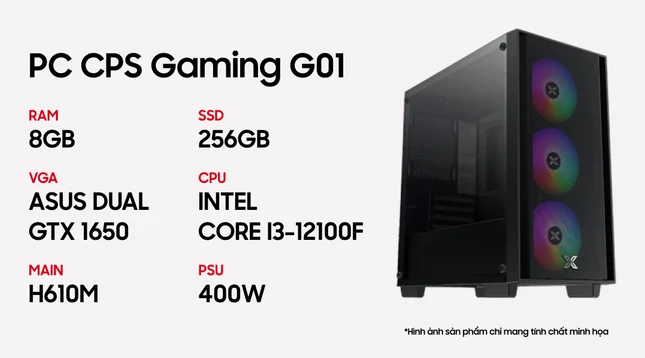 PC CPS Gaming G01
RAM
8GB
SSD
256GB
VGA
ASUS DUAL
GTX 1650
CPU
INTEL
CORE I3-12100F
MAIN
H610M
PSU
400W
*Hình ảnh sản phẩm chỉ mang tính chất minh họa